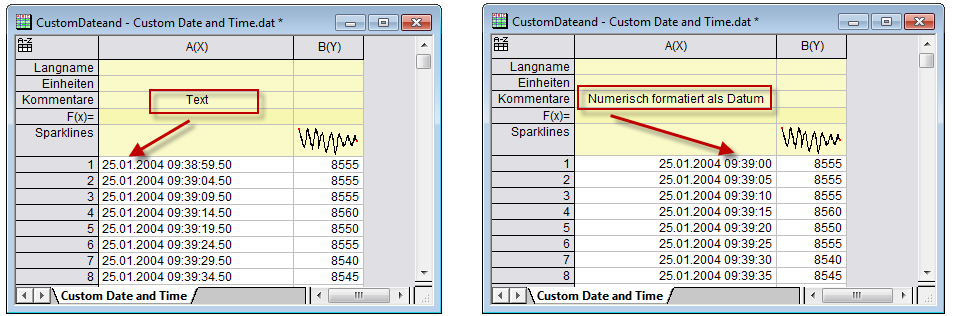 CustomDateand - Custom Date and Time.dat *
A-Z
A(X) B(Y)
Langname
Einheiten
Kommentare Text
F(x)=
Sparklines
1 25.01.2004 09:38:59.50 8555
2 25.01.2004 09:39:04.50 8555
3 25.01.2004 09:39:09.50 8555
4 25.01.2004 09:39:14.50 8560
5 25.01.2004 09:39:19.50 8550
6 25.01.2004 09:39:24.50 8555
7 25.01.2004 09:39:29.50 8540
8 25.01.2004 09:39:34.50 8545
Custom Date and Time
CustomDateand - Custom Date and Time.dat *
A-Z
A(X) B(Y)
Langname
Einheiten
Kommentare Numerisch formatiert als Datum
F(x)=
Sparklines
1 25.01.2004 09:39:00 8555
2 25.01.2004 09:39:05 8555
3 25.01.2004 09:39:10 8555
4 25.01.2004 09:39:15 8560
5 25.01.2004 09:39:20 8550
6 25.01.2004 09:39:25 8555
7 25.01.2004 09:39:30 8540
8 25.01.2004 09:39:35 8545
Custom Date and Time